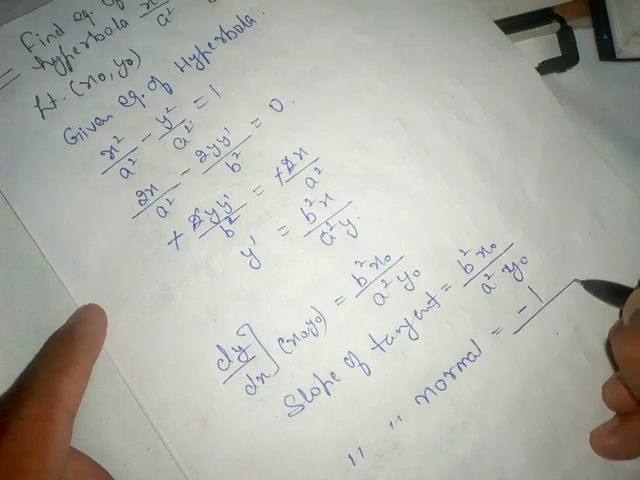 Find eq. of
hyperbola x²/a²
At. (x₀, y₀)
Given eq. of Hyperbola.
x²/a² - y²/a² = 1
2x/a² - 2yy'/b² = 0.
+ 2yy'/b² = + 2x/a²
y' = b²x/a²y.
dy/dx](x₀,y₀) = b²x₀/a²y₀
Slope of tangent = b²x₀/a²y₀
" " normal = -1/